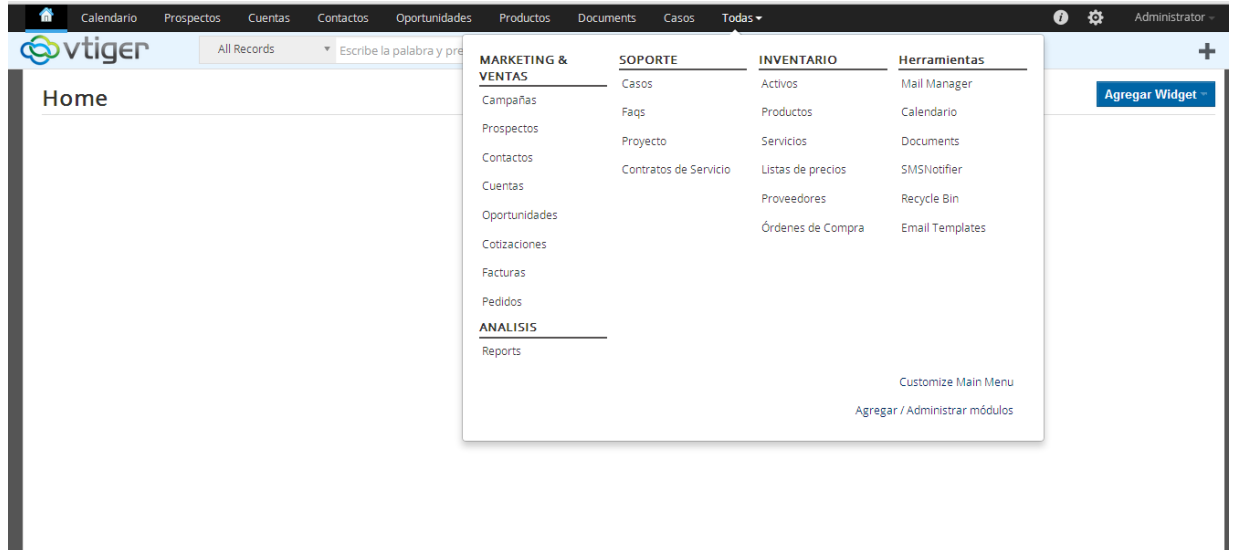 Calendario Prospectos Cuentas Contactos Oportunidades Productos Documents Casos Todas Administrator
vtiger All Records Escribe la palabra y pre
Home
Agregar Widget
MARKETING &
VENTAS
Campañas
Prospectos
Contactos
Cuentas
Oportunidades
Cotizaciones
Facturas
Pedidos
ANALISIS
Reports
SOPORTE
Casos
Faqs
Proyecto
Contratos de Servicio
INVENTARIO
Activos
Productos
Servicios
Listas de precios
Proveedores
Órdenes de Compra
Herramientas
Mail Manager
Calendario
Documents
SMSNotifier
Recycle Bin
Email Templates
Customize Main Menu
Agregar / Administrar módulos